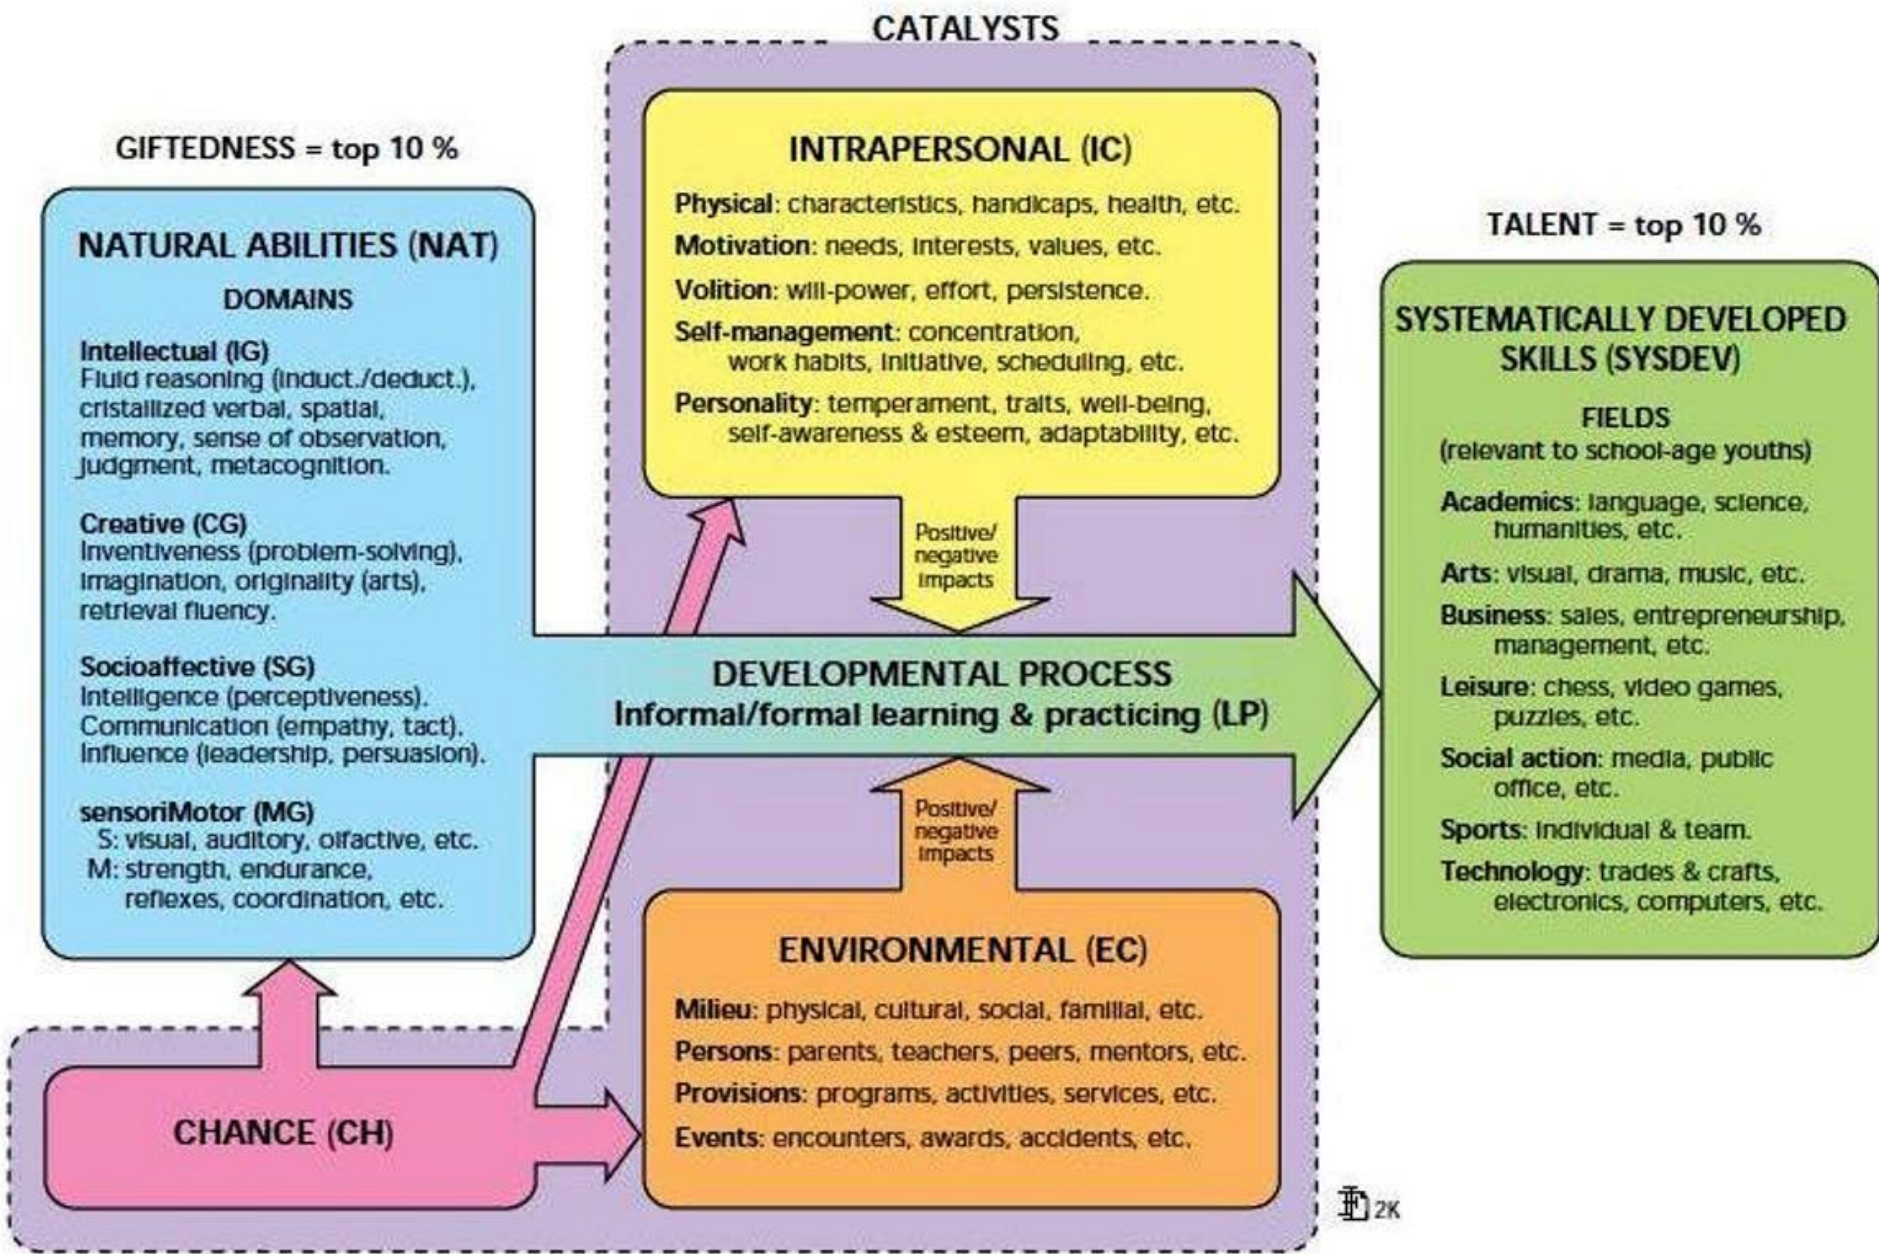 CATALYSTS
GIFTEDNESS = top 10 %
NATURAL ABILITIES (NAT)
DOMAINS
Intellectual (IG)
Fluid reasoning (induct./deduct.),
cristallized verbal, spatial,
memory, sense of observation,
judgment, metacognition.
Creative (CG)
Inventiveness (problem-solving),
imagination, originality (arts),
retrieval fluency.
Socioaffective (SG)
Intelligence (perceptiveness).
Communication (empathy, tact).
Influence (leadership, persuasion).
sensoriMotor (MG)
S: visual, auditory, olfactive, etc.
M: strength, endurance,
reflexes, coordination, etc.
CHANCE (CH)
INTRAPERSONAL (IC)
Physical: characteristics, handicaps, health, etc.
Motivation: needs, interests, values, etc.
Volition: will-power, effort, persistence.
Self-management: concentration,
work habits, initiative, scheduling, etc.
Personality: temperament, traits, well-being,
self-awareness & esteem, adaptability, etc.
Positive/
negative
impacts
DEVELOPMENTAL PROCESS
Informal/formal learning & practicing (LP)
Positive/
negative
impacts
ENVIRONMENTAL (EC)
Milieu: physical, cultural, social, familial, etc.
Persons: parents, teachers, peers, mentors, etc.
Provisions: programs, activities, services, etc.
Events: encounters, awards, accidents, etc.
TALENT = top 10 %
SYSTEMATICALLY DEVELOPED
SKILLS (SYSDEV)
FIELDS
(relevant to school-age youths)
Academics: language, science,
humanities, etc.
Arts: visual, drama, music, etc.
Business: sales, entrepreneurship,
management, etc.
Leisure: chess, video games,
puzzles, etc.
Social action: media, public
office, etc.
Sports: individual & team.
Technology: trades & crafts,
electronics, computers, etc.
2K